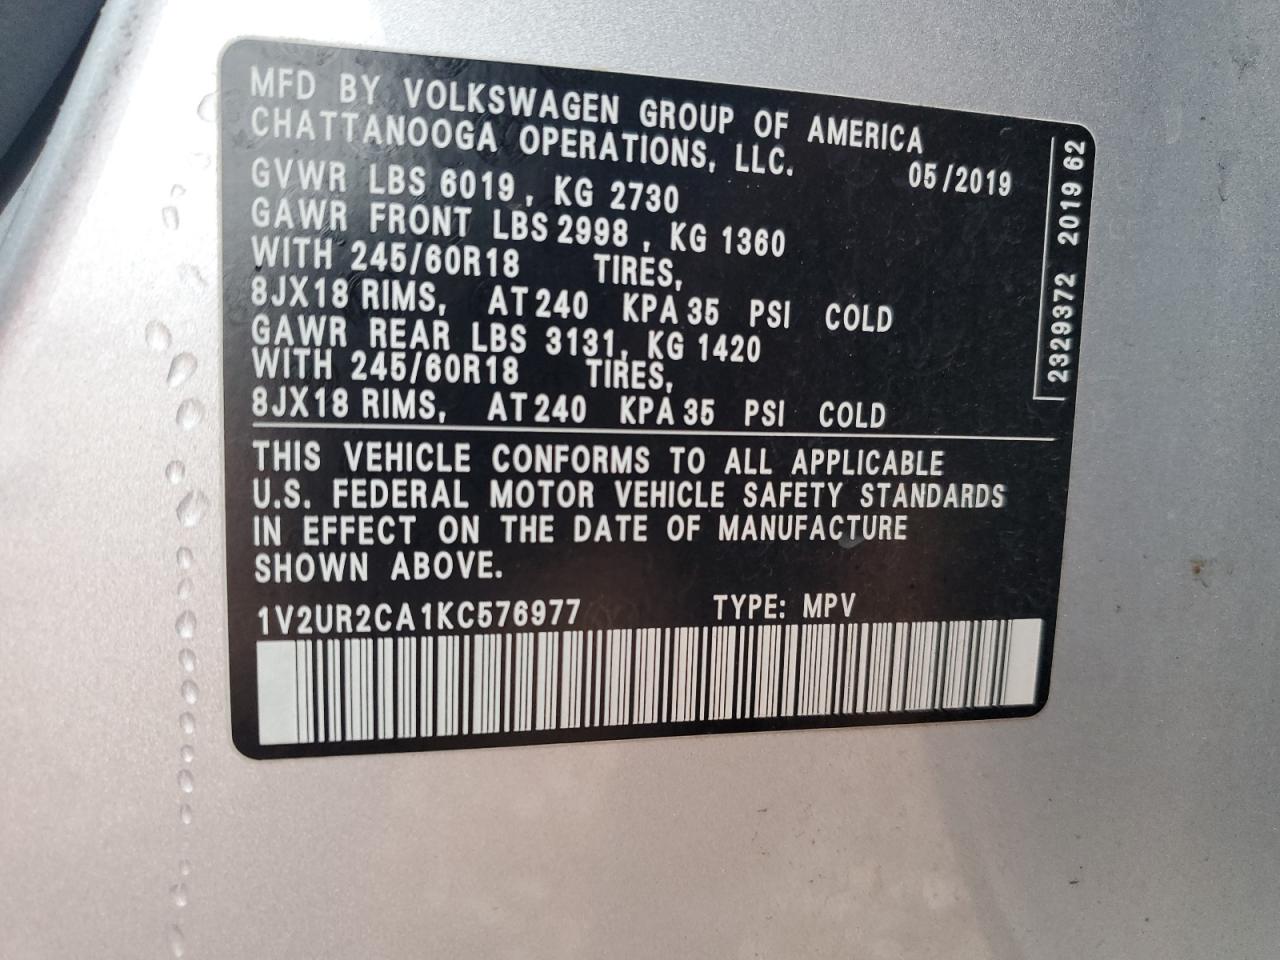 MFD BY VOLKSWAGEN GROUP OF AMERICA
CHATTANOOGA OPERATIONS, LLC. 05/2019
GVWR LBS 6019, KG 2730
GAWR FRONT LBS 2998, KG 1360
WITH 245/60R18 TIRES,
8JX18 RIMS, AT 240 KPA 35 PSI COLD
GAWR REAR LBS 3131, KG 1420
WITH 245/60R18 TIRES,
8JX18 RIMS, AT 240 KPA 35 PSI COLD
THIS VEHICLE CONFORMS TO ALL APPLICABLE
U.S. FEDERAL MOTOR VEHICLE SAFETY STANDARDS
IN EFFECT ON THE DATE OF MANUFACTURE
SHOWN ABOVE.
1V2UR2CA1KC576977 TYPE: MPV
2329372 2019 62